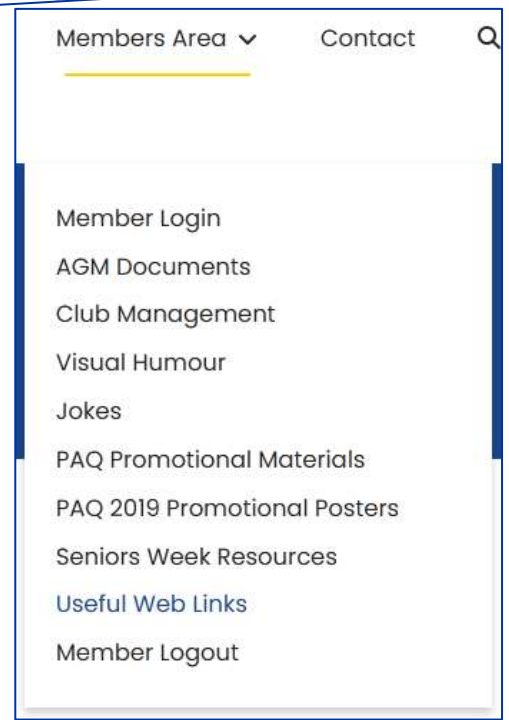 Members Area Contact
Member Login
AGM Documents
Club Management
Visual Humour
Jokes
PAQ Promotional Materials
PAQ 2019 Promotional Posters
Seniors Week Resources
Useful Web Links
Member Logout